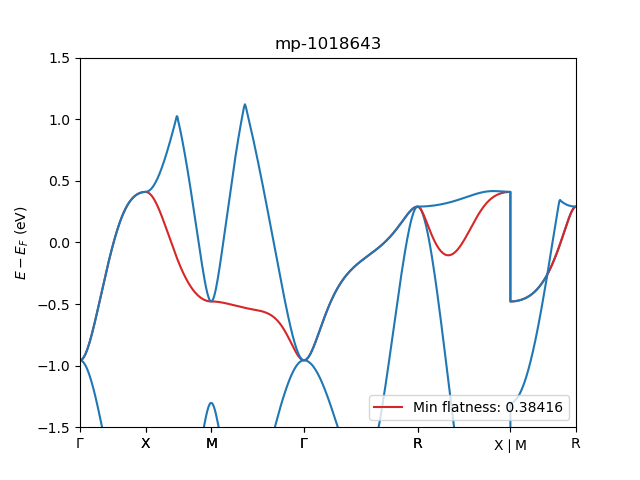 mp-1018643
1.5
1.0
0.5
0.0
−0.5
−1.0
−1.5
E − E_F (eV)
Min flatness: 0.38416
Γ X M Γ R X | M R